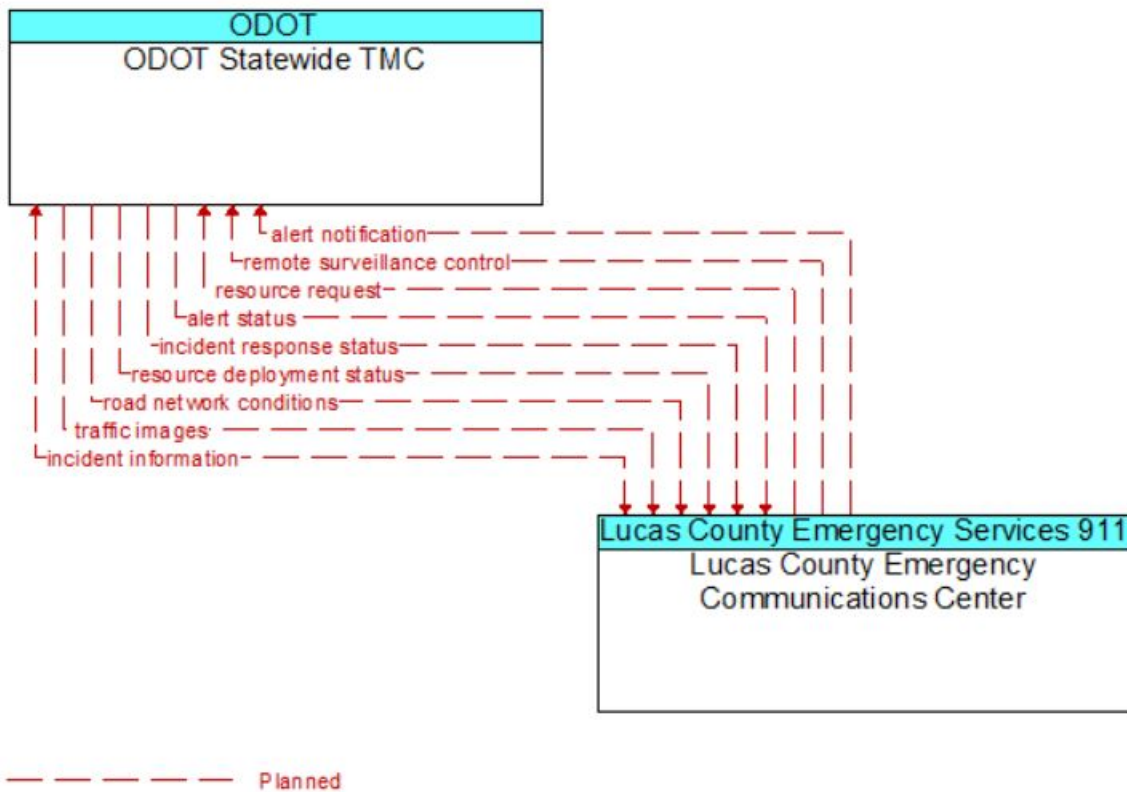 ODOT
ODOT Statewide TMC
alert notification
remote surveillance control
resource request
alert status
incident response status
resource deployment status
road network conditions
traffic images
incident information
Lucas County Emergency Services 911
Lucas County Emergency
Communications Center
Planned